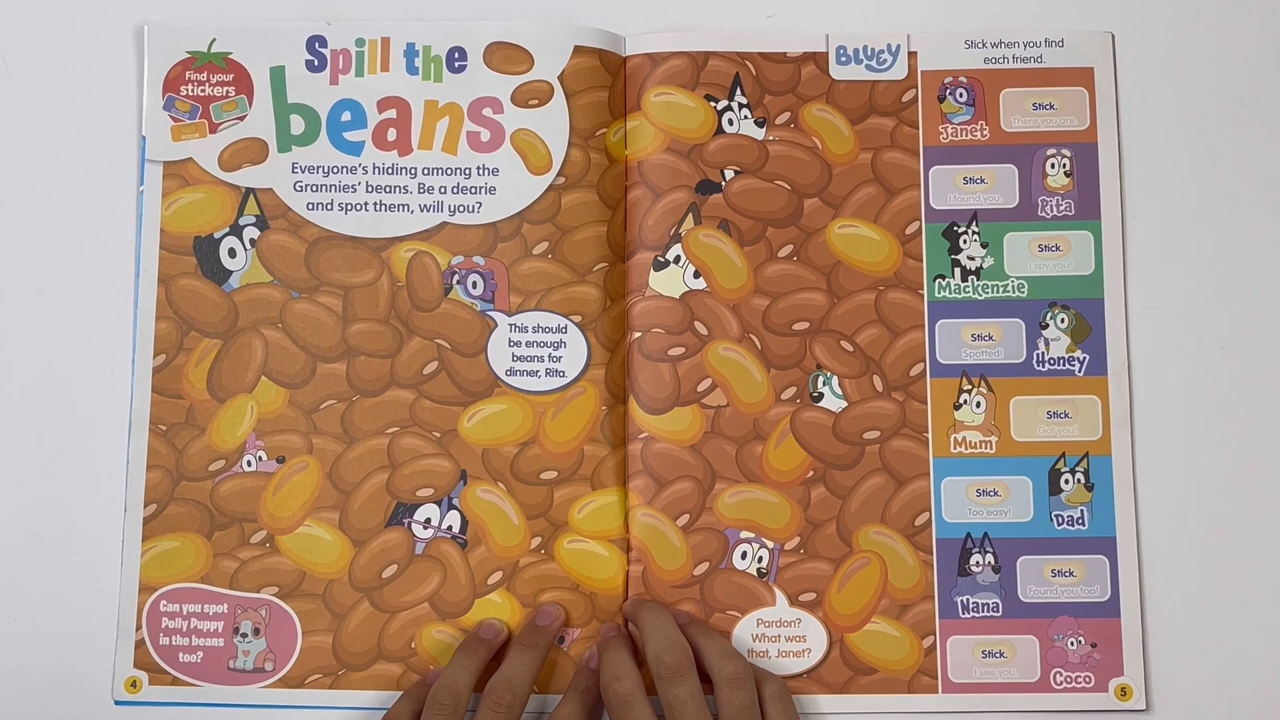 Find your
stickers
Spill the
beans
Everyone's hiding among the
Grannies' beans. Be a dearie
and spot them, will you?
This should
be enough
beans for
dinner, Rita.
Can you spot
Polly Puppy
in the beans
too?
4
BLUEY
Pardon?
What was
that, Janet?
Stick when you find
each friend.
Janet
Stick.
There you are.
Stick.
I found you.
Rita
Mackenzie
Stick.
I spy you!
Stick.
Spotted!
Honey
Mum
Stick.
Got you!
Stick.
Too easy!
Dad
Nana
Stick.
Found you too!
Stick.
I see you.
Coco
5